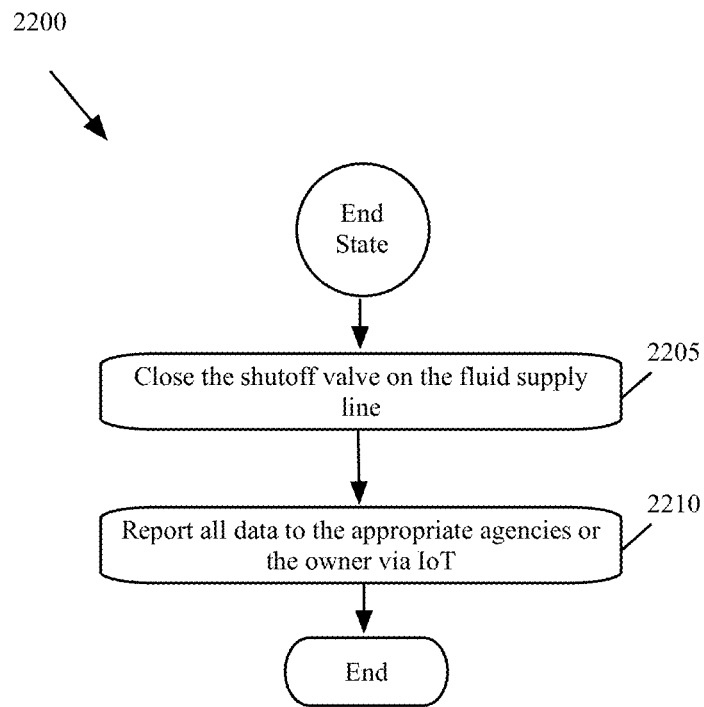 2200
End
State
Close the shutoff valve on the fluid supply
line
2205
Report all data to the appropriate agencies or
the owner via IoT
2210
End